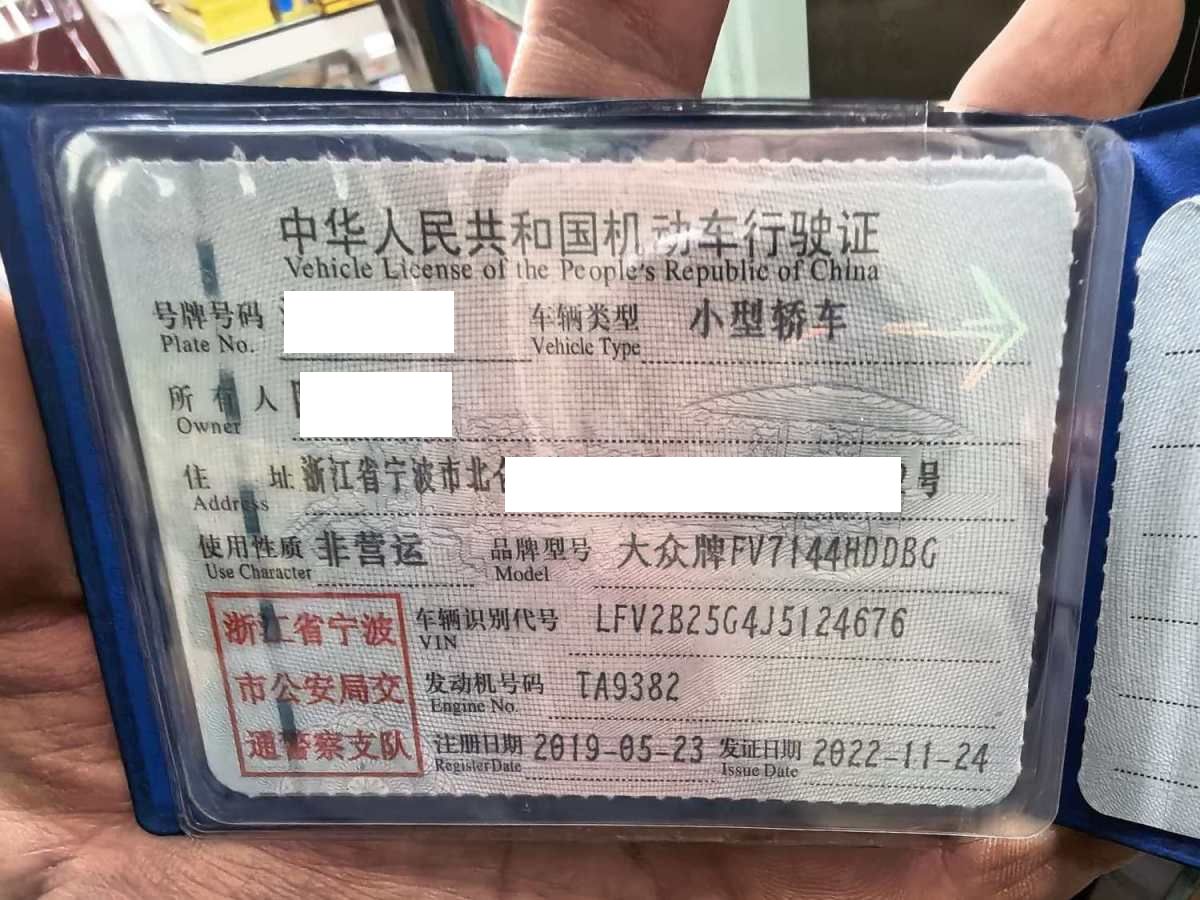 中华人民共和国机动车行驶证
Vehicle License of the People's Republic of China
号牌号码 车辆类型 小型轿车
Plate No. Vehicle Type
所有人
Owner
住址 浙江省宁波市北 号
Address
使用性质 非营运 品牌型号 大众牌FV7144HDDBG
Use Character Model
浙江省宁波
市公安局交
通警察支队
车辆识别代号 LFV2B25G4J5124676
VIN
发动机号码 TA9382
Engine No.
注册日期 2019-05-23 发证日期 2022-11-24
Register Date Issue Date